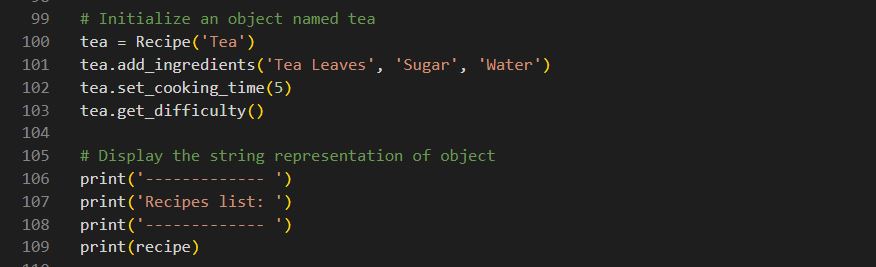 99 # Initialize an object named tea
100 tea = Recipe('Tea')
101 tea.add_ingredients('Tea Leaves', 'Sugar', 'Water')
102 tea.set_cooking_time(5)
103 tea.get_difficulty()
104
105 # Display the string representation of object
106 print('------------- ')
107 print('Recipes list: ')
108 print('------------- ')
109 print(recipe)